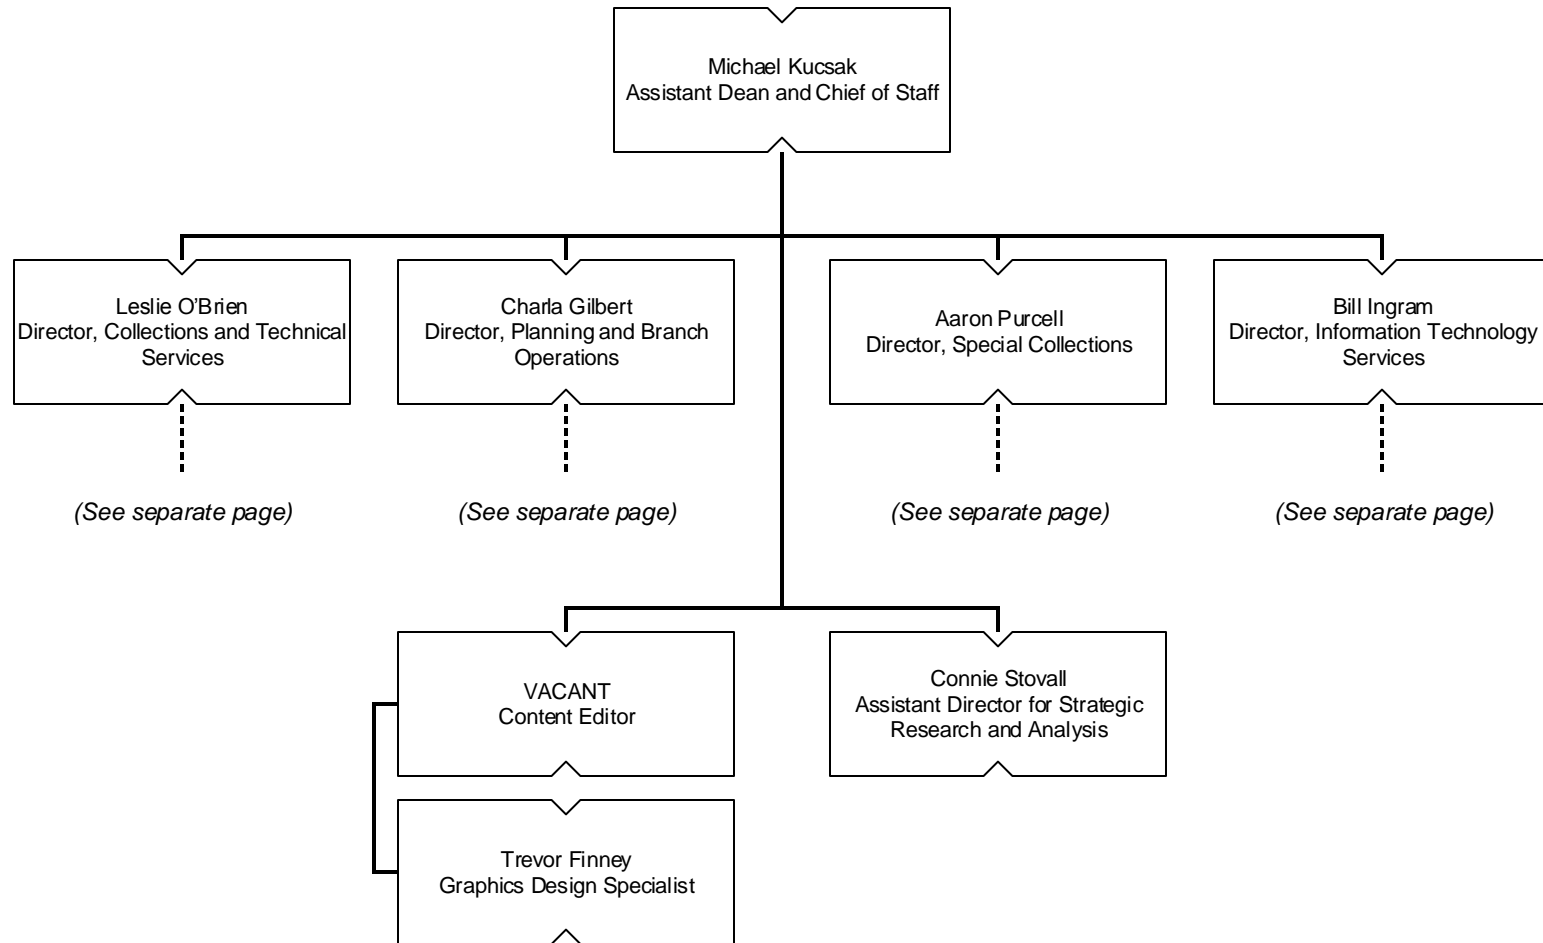 Michael Kucsak
Assistant Dean and Chief of Staff
Leslie O'Brien
Director, Collections and Technical
Services
Charla Gilbert
Director, Planning and Branch
Operations
Aaron Purcell
Director, Special Collections
Bill Ingram
Director, Information Technology
Services
(See separate page)
(See separate page)
(See separate page)
(See separate page)
VACANT
Content Editor
Connie Stovall
Assistant Director for Strategic
Research and Analysis
Trevor Finney
Graphics Design Specialist